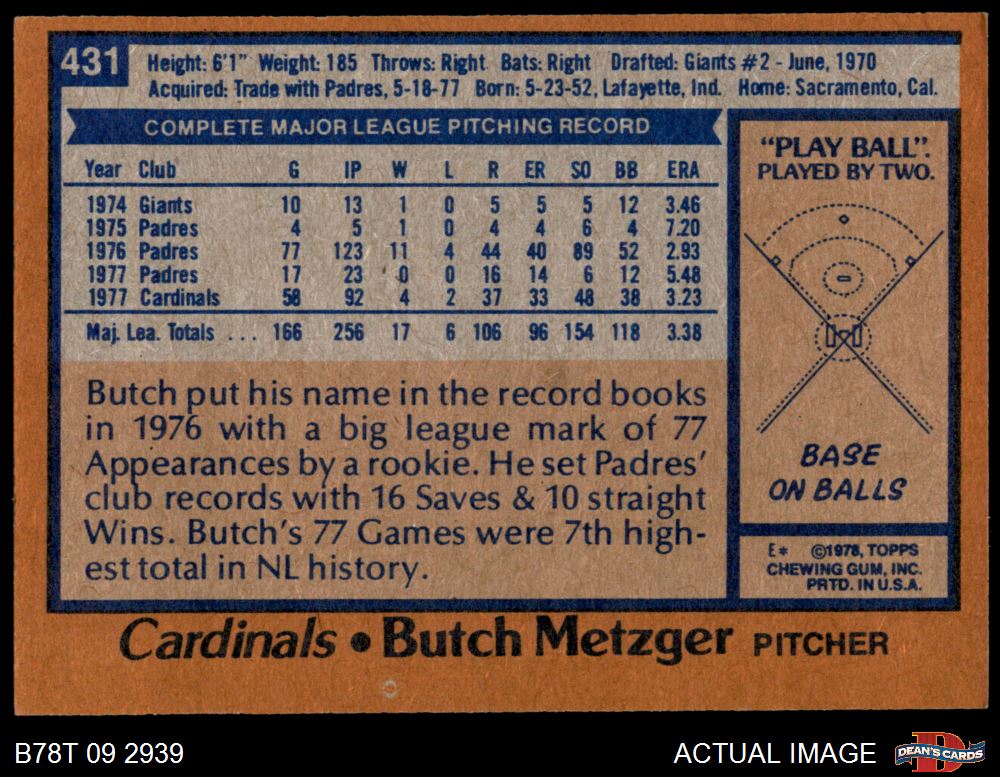 431
Height: 6'1" Weight: 185 Throws: Right Bats: Right Drafted: Giants #2 - June, 1970
Acquired: Trade with Padres, 5-18-77 Born: 5-23-52, Lafayette, Ind. Home: Sacramento, Cal.
COMPLETE MAJOR LEAGUE PITCHING RECORD
Year Club G IP W L R ER SO BB ERA
1974 Giants 10 13 1 0 5 5 5 12 3.46
1975 Padres 4 5 1 0 4 4 6 4 7.20
1976 Padres 77 123 11 4 44 40 89 52 2.93
1977 Padres 17 23 0 0 16 14 6 12 5.48
1977 Cardinals 58 92 4 2 37 33 48 38 3.23
Maj. Lea. Totals . . . 166 256 17 6 106 96 154 118 3.38
Butch put his name in the record books
in 1976 with a big league mark of 77
Appearances by a rookie. He set Padres'
club records with 16 Saves & 10 straight
Wins. Butch's 77 Games were 7th high-
est total in NL history.
"PLAY BALL".
PLAYED BY TWO.
BASE
ON BALLS
E* ©1978, TOPPS
CHEWING GUM, INC.
PRTD. IN U.S.A.
Cardinals • Butch Metzger PITCHER
B78T 09 2939
ACTUAL IMAGE
DEAN'S CARDS